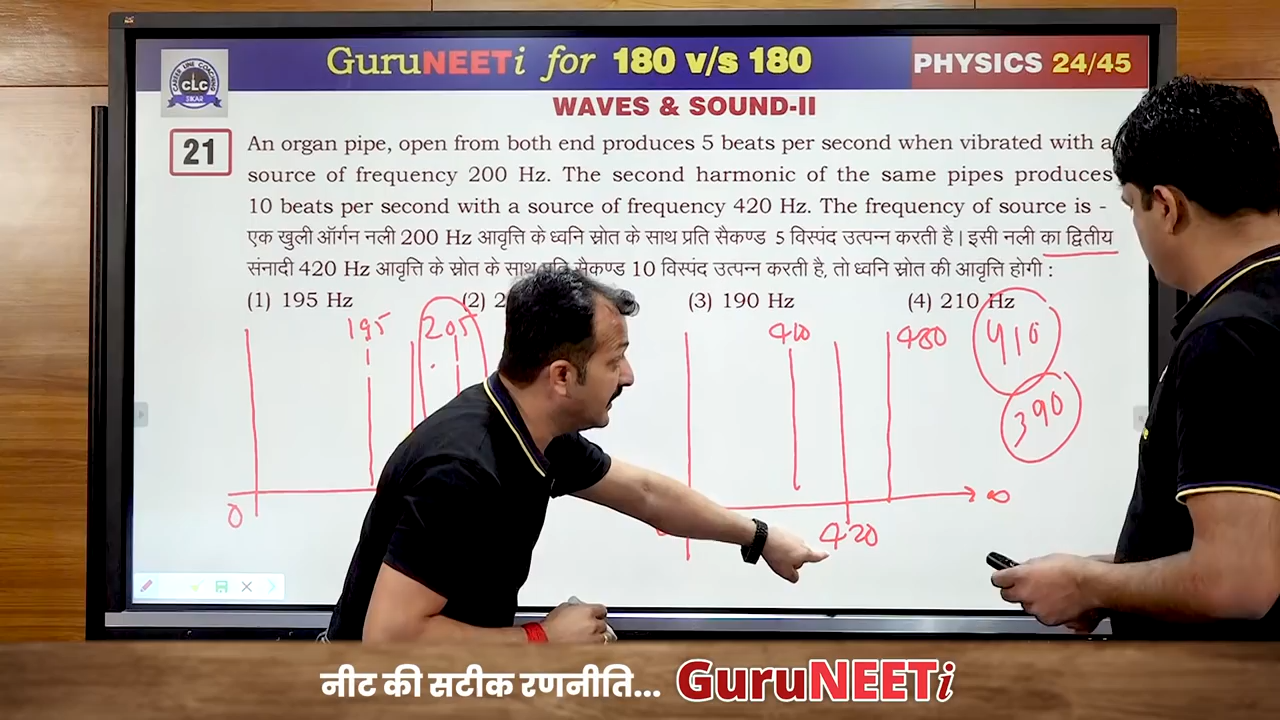 GuruNEETi for 180 v/s 180
PHYSICS 24/45
CLC
SIKAR
WAVES & SOUND-II
21
An organ pipe, open from both end produces 5 beats per second when vibrated with a
source of frequency 200 Hz. The second harmonic of the same pipes produces
10 beats per second with a source of frequency 420 Hz. The frequency of source is -
एक खुली ऑर्गन नली 200 Hz आवृत्ति के ध्वनि स्रोत के साथ प्रति सैकण्ड 5 विस्पंद उत्पन्न करती है। इसी नली का द्वितीय
संनादी 420 Hz आवृत्ति के स्रोत के साथ प्रति सैकण्ड 10 विस्पंद उत्पन्न करती है, तो ध्वनि स्रोत की आवृत्ति होगी :
(1) 195 Hz (2) 2 (3) 190 Hz (4) 210 Hz
195 205 410 430 410
390
0 420 ∞
नीट की सटीक रणनीति... GuruNEETi